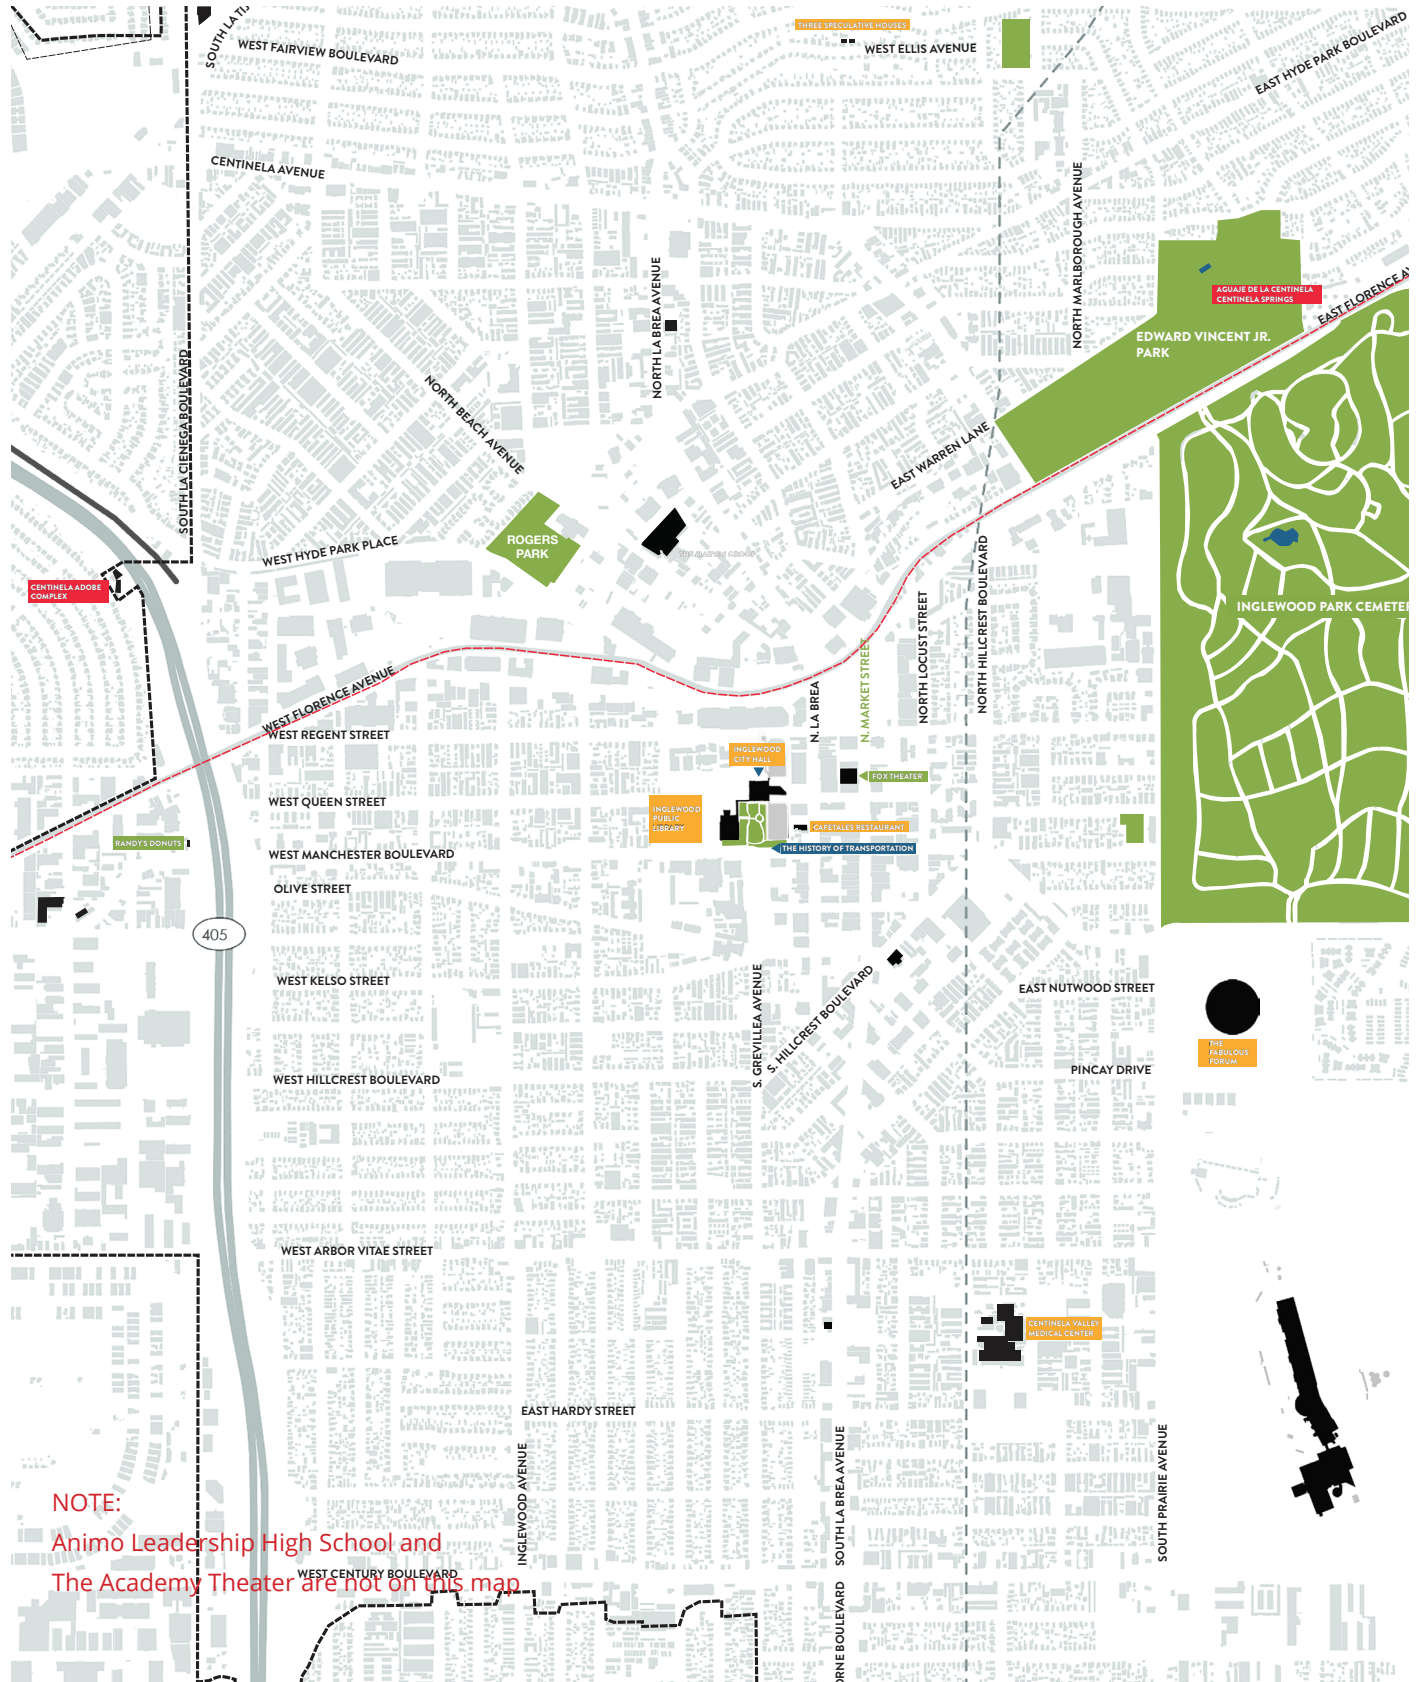 SOUTH LA TI
THREE SPECULATIVE HOUSES
WEST FAIRVIEW BOULEVARD
WEST ELLIS AVENUE
EAST HYDE PARK BOULEVARD
CENTINELA AVENUE
NORTH MARLBOROUGH AVENUE
NORTH LA BREA AVENUE
AGUAJE DE LA CENTINELA
CENTINELA SPRINGS
EAST FLORENCE AV
EDWARD VINCENT JR.
PARK
SOUTH LA CIENEGA BOULEVARD
NORTH BEACH AVENUE
EAST WARREN LANE
ROGERS
PARK
WEST HYDE PARK PLACE
CENTINELA ADOBE
COMPLEX
INGLEWOOD PARK CEMETER
NORTH LOCUST STREET
NORTH HILLCREST BOULEVARD
N. MARKET STREET
N. LA BREA
WEST FLORENCE AVENUE
WEST REGENT STREET
INGLEWOOD
CITY HALL
FOX THEATER
WEST QUEEN STREET
INGLEWOOD
PUBLIC
LIBRARY
CAFETALES RESTAURANT
RANDY'S DONUTS
THE HISTORY OF TRANSPORTATION
WEST MANCHESTER BOULEVARD
OLIVE STREET
405
WEST KELSO STREET
S. GREVILLEA AVENUE
S. HILLCREST BOULEVARD
EAST NUTWOOD STREET
THE
FABULOUS
FORUM
PINCAY DRIVE
WEST HILLCREST BOULEVARD
WEST ARBOR VITAE STREET
CENTINELA VALLEY
MEDICAL CENTER
EAST HARDY STREET
INGLEWOOD AVENUE
SOUTH LA BREA AVENUE
SOUTH PRAIRIE AVENUE
NOTE:
Animo Leadership High School and
The Academy Theater are not on this map
WEST CENTURY BOULEVARD
ORNE BOULEVARD